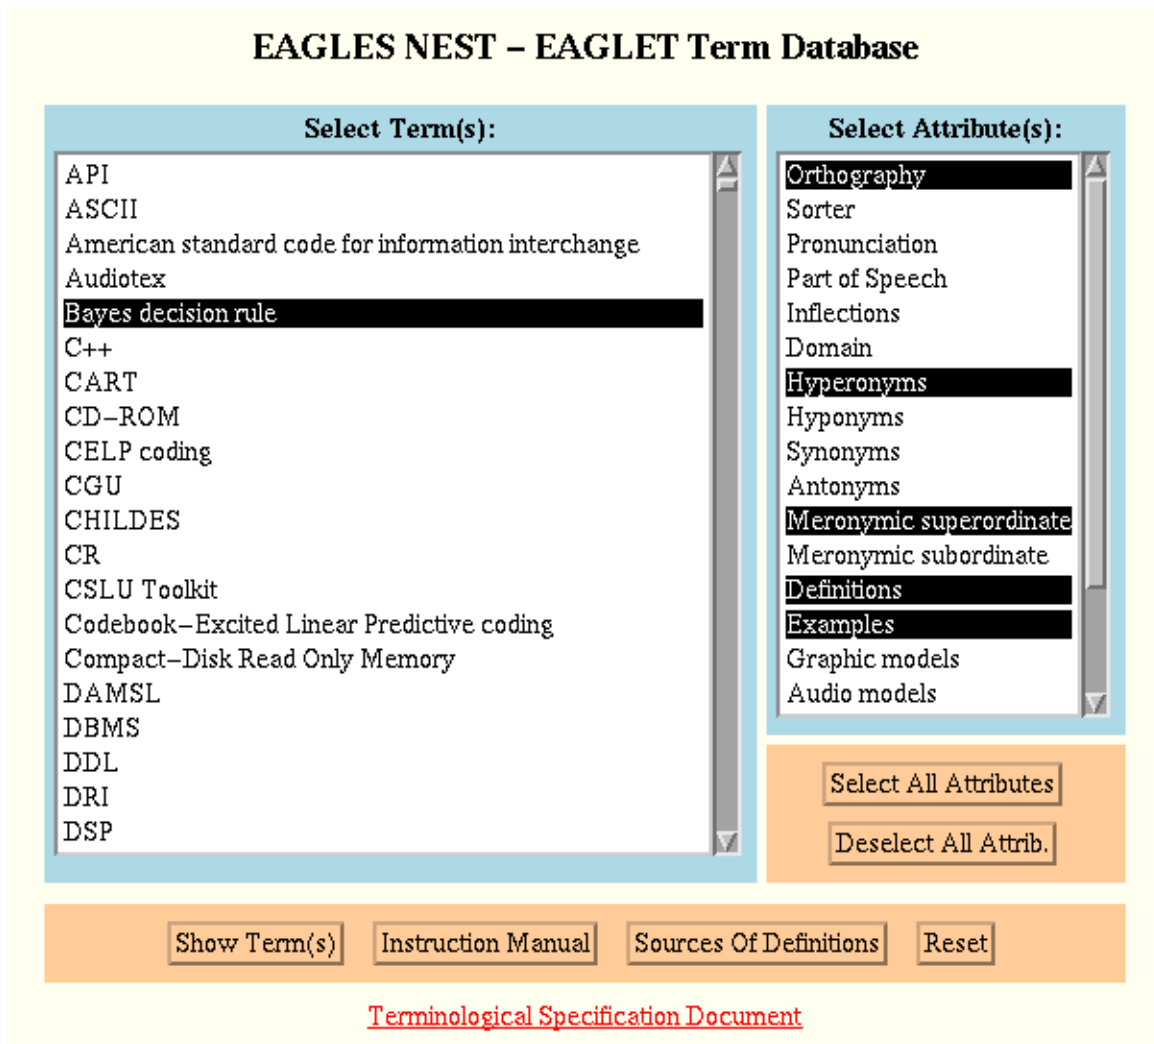 EAGLES NEST – EAGLET Term Database
Select Term(s):
API
ASCII
American standard code for information interchange
Audiotex
Bayes decision rule
C++
CART
CD–ROM
CELP coding
CGU
CHILDES
CR
CSLU Toolkit
Codebook–Excited Linear Predictive coding
Compact–Disk Read Only Memory
DAMSL
DBMS
DDL
DRI
DSP
Select Attribute(s):
Orthography
Sorter
Pronunciation
Part of Speech
Inflections
Domain
Hyperonyms
Hyponyms
Synonyms
Antonyms
Meronymic superordinate
Meronymic subordinate
Definitions
Examples
Graphic models
Audio models
Select All Attributes
Deselect All Attrib.
Show Term(s) Instruction Manual Sources Of Definitions Reset
Terminological Specification Document